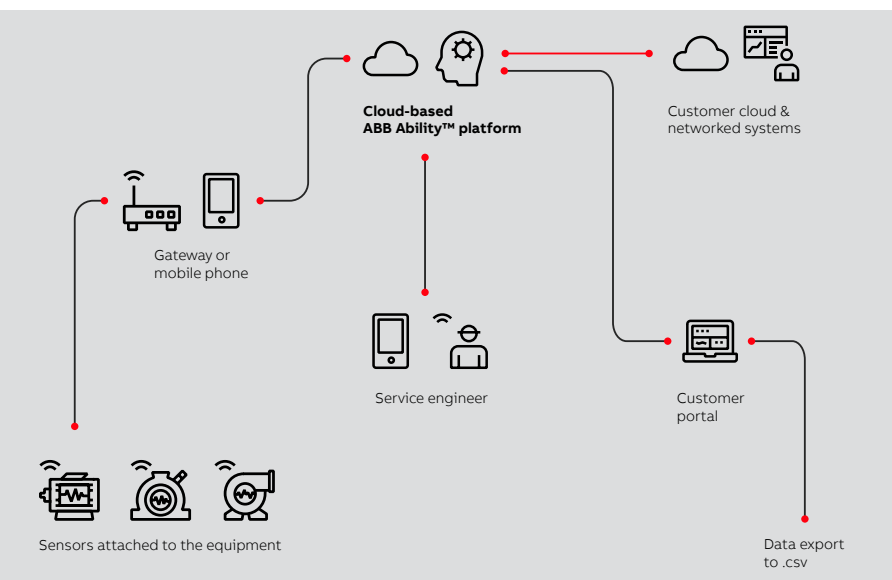 Cloud-based
ABB Ability™ platform
Customer cloud &
networked systems
Gateway or
mobile phone
Service engineer
Customer
portal
Sensors attached to the equipment
Data export
to .csv